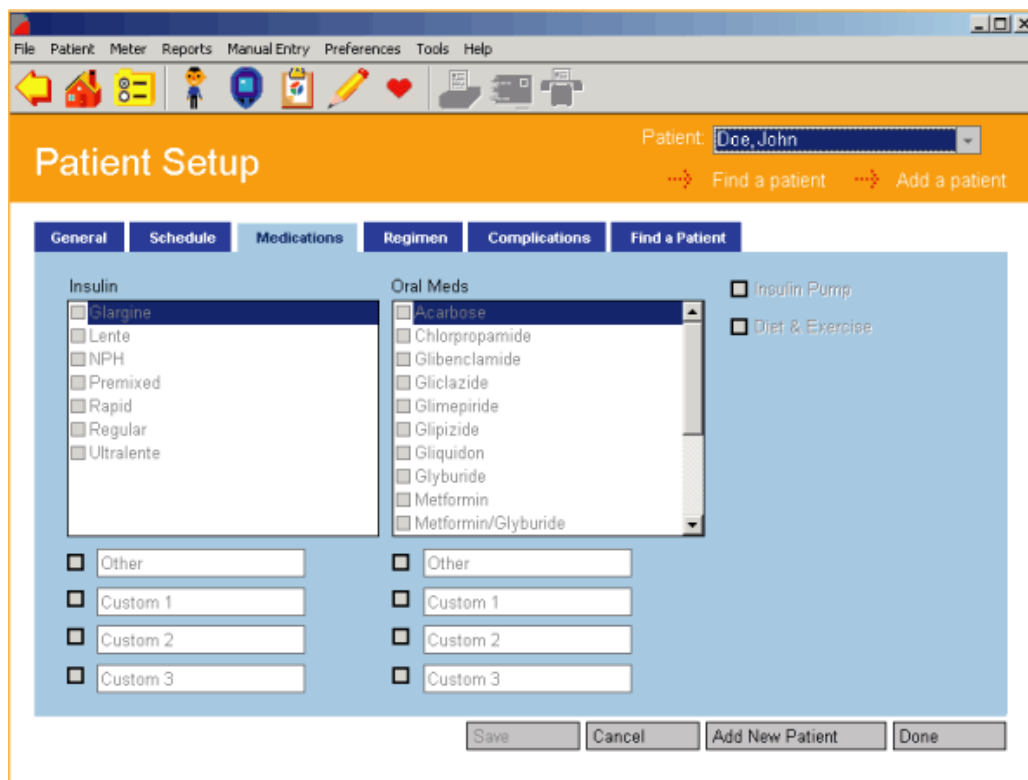 File Patient Meter Reports Manual Entry Preferences Tools Help
Patient: Doe, John
Patient Setup
Find a patient Add a patient
General Schedule Medications Regimen Complications Find a Patient
Insulin
Glargine
Lente
NPH
Premixed
Rapid
Regular
Ultralente
Other
Custom 1
Custom 2
Custom 3
Oral Meds
Acarbose
Chlorpropamide
Glibenclamide
Gliclazide
Glimepiride
Glipizide
Gliquidon
Glyburide
Metformin
Metformin/Glyburide
Other
Custom 1
Custom 2
Custom 3
Insulin Pump
Diet & Exercise
Save Cancel Add New Patient Done